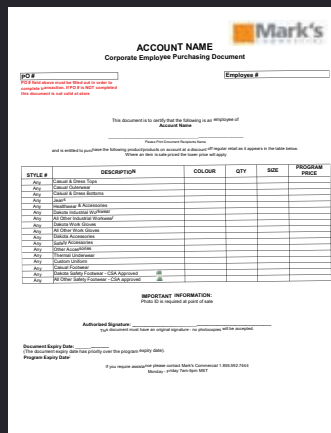 Mark's
COMMERCIAL
ACCOUNT NAME
Corporate Employee Purchasing Document
PO #
Employee #
PO # field above must be filled out in order to
complete transaction. If PO # IS NOT completed
this document is not valid at store
This document is to certify that the following is an employee of
Account Name
Please Print Document Recipients Name
and is entitled to purchase the following product/products on account at a discount off regular retail as it appears in the table below.
Where an item is sale priced the lower price will apply
STYLE # DESCRIPTION COLOUR QTY SIZE PROGRAM PRICE
Any Casual & Dress Tops
Any Casual Outerwear
Any Casual & Dress Bottoms
Any Jeans
Any Healthwear & Accessories
Any Dakota Industrial Workwear
Any All Other Industrial Workwear
Any Dakota Work Gloves
Any All Other Work Gloves
Any Dakota Accessories
Any Safety Accessories
Any Other Accessories
Any Thermal Underwear
Any Custom Uniform
Any Casual Footwear
Any Dakota Safety Footwear - CSA Approved
Any All Other Safety Footwear - CSA approved
IMPORTANT INFORMATION:
Photo ID is required at point of sale
Authorized Signature:
This document must have an original signature - no photocopies will be accepted.
Document Expiry Date:
(The document expiry date has priority over the program expiry date).
Program Expiry Date
If you require assistance please contact Mark's Commercial
Monday - Friday 7am-6pm MST